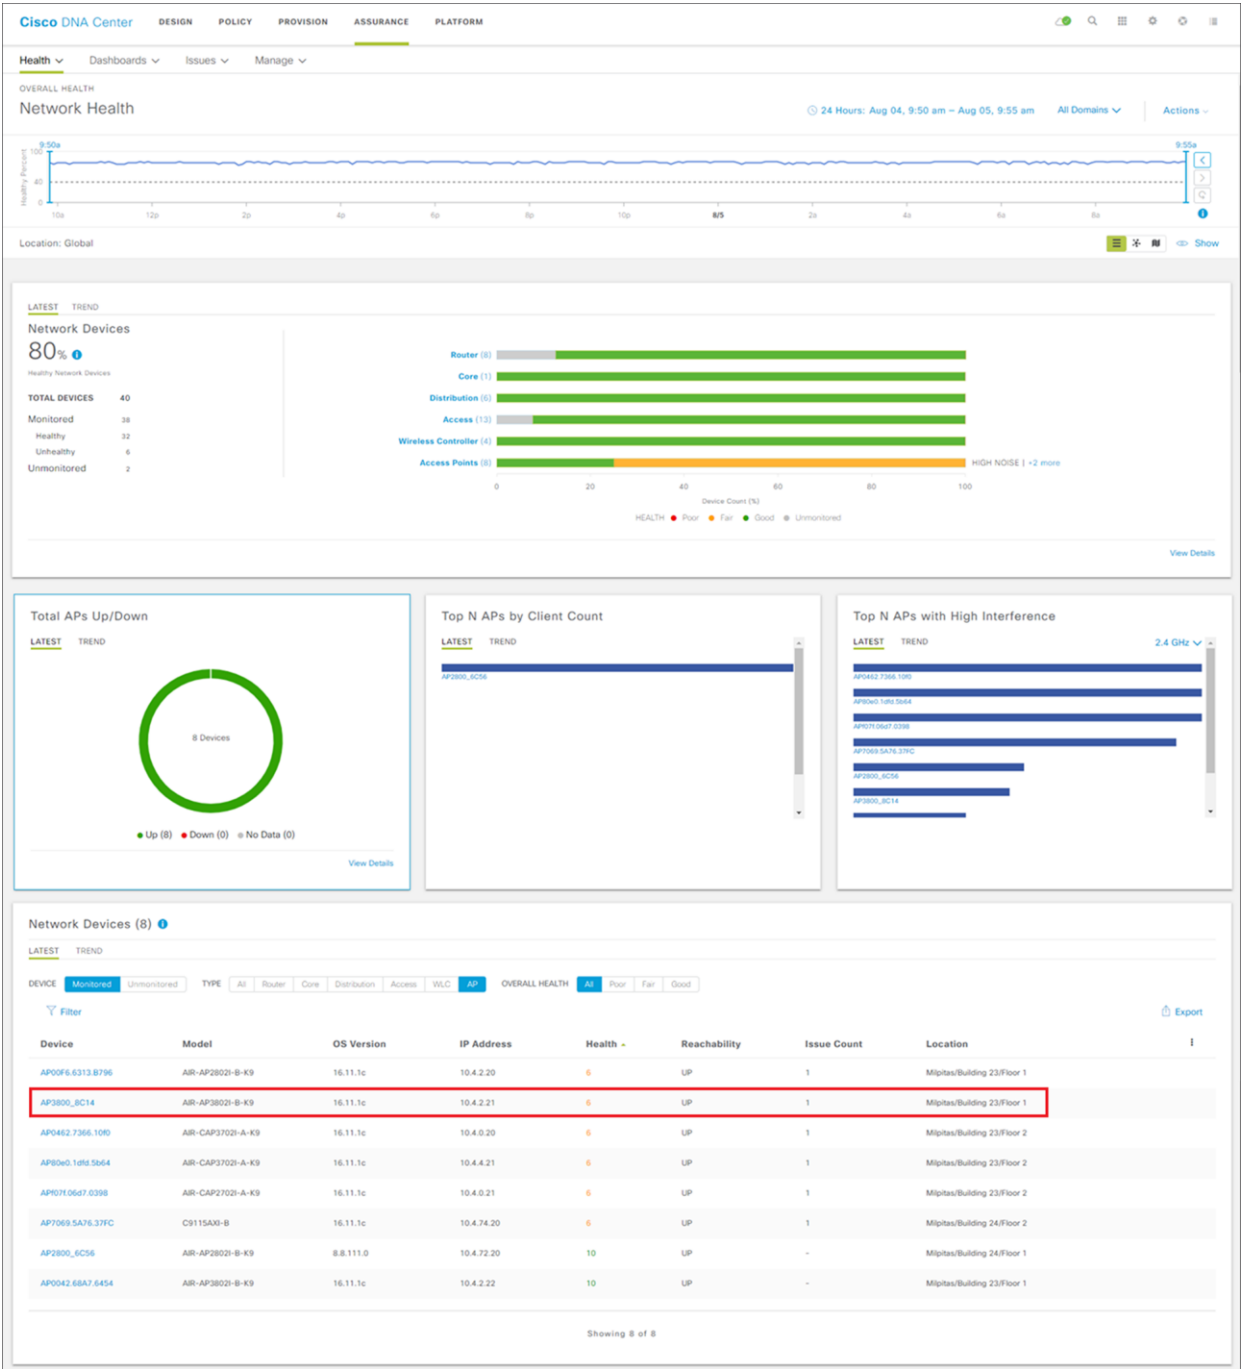 Cisco DNA Center DESIGN POLICY PROVISION ASSURANCE PLATFORM
Health Dashboards Issues Manage
OVERALL HEALTH
Network Health
24 Hours: Aug 04, 9:50 am – Aug 05, 9:55 am All Domains Actions
9:50a 9:55a
Healthy Percent
100
40
0
10a 12p 2p 4p 6p 8p 10p 8/5 2a 4a 6a 8a
Location: Global Show
LATEST TREND
Network Devices
80%
Healthy Network Devices
TOTAL DEVICES 40
Monitored 38
Healthy 32
Unhealthy 6
Unmonitored 2
Router (8)
Core (1)
Distribution (6)
Access (13)
Wireless Controller (4)
Access Points (8) HIGH NOISE | +2 more
0 20 40 60 80 100
Device Count (%)
HEALTH Poor Fair Good Unmonitored
View Details
Total APs Up/Down
LATEST TREND
8 Devices
Up (8) Down (0) No Data (0)
View Details
Top N APs by Client Count
LATEST TREND
AP2800_6C56
Top N APs with High Interference
LATEST TREND 2.4 GHz
AP0462.7366.10f0
AP80e0.1dfd.5b64
APf07f.06d7.0398
AP7069.5A76.37FC
AP2800_6C56
AP3800_8C14
Network Devices (8)
LATEST TREND
DEVICE Monitored Unmonitored TYPE All Router Core Distribution Access WLC AP OVERALL HEALTH All Poor Fair Good
Filter Export
Device Model OS Version IP Address Health Reachability Issue Count Location
AP00F6.6313.B796 AIR-AP2802I-B-K9 16.11.1c 10.4.2.20 6 UP 1 Milpitas/Building 23/Floor 1
AP3800_8C14 AIR-AP3802I-B-K9 16.11.1c 10.4.2.21 6 UP 1 Milpitas/Building 23/Floor 1
AP0462.7366.10f0 AIR-CAP3702I-A-K9 16.11.1c 10.4.0.20 6 UP 1 Milpitas/Building 23/Floor 2
AP80e0.1dfd.5b64 AIR-CAP3702I-A-K9 16.11.1c 10.4.4.21 6 UP 1 Milpitas/Building 23/Floor 2
APf07f.06d7.0398 AIR-CAP2702I-A-K9 16.11.1c 10.4.0.21 6 UP 1 Milpitas/Building 23/Floor 2
AP7069.5A76.37FC C9115AXI-B 16.11.1c 10.4.74.20 6 UP 1 Milpitas/Building 24/Floor 2
AP2800_6C56 AIR-AP2802I-B-K9 8.8.111.0 10.4.72.20 10 UP - Milpitas/Building 24/Floor 1
AP0042.68A7.6454 AIR-AP3802I-B-K9 16.11.1c 10.4.2.22 10 UP - Milpitas/Building 23/Floor 1
Showing 8 of 8